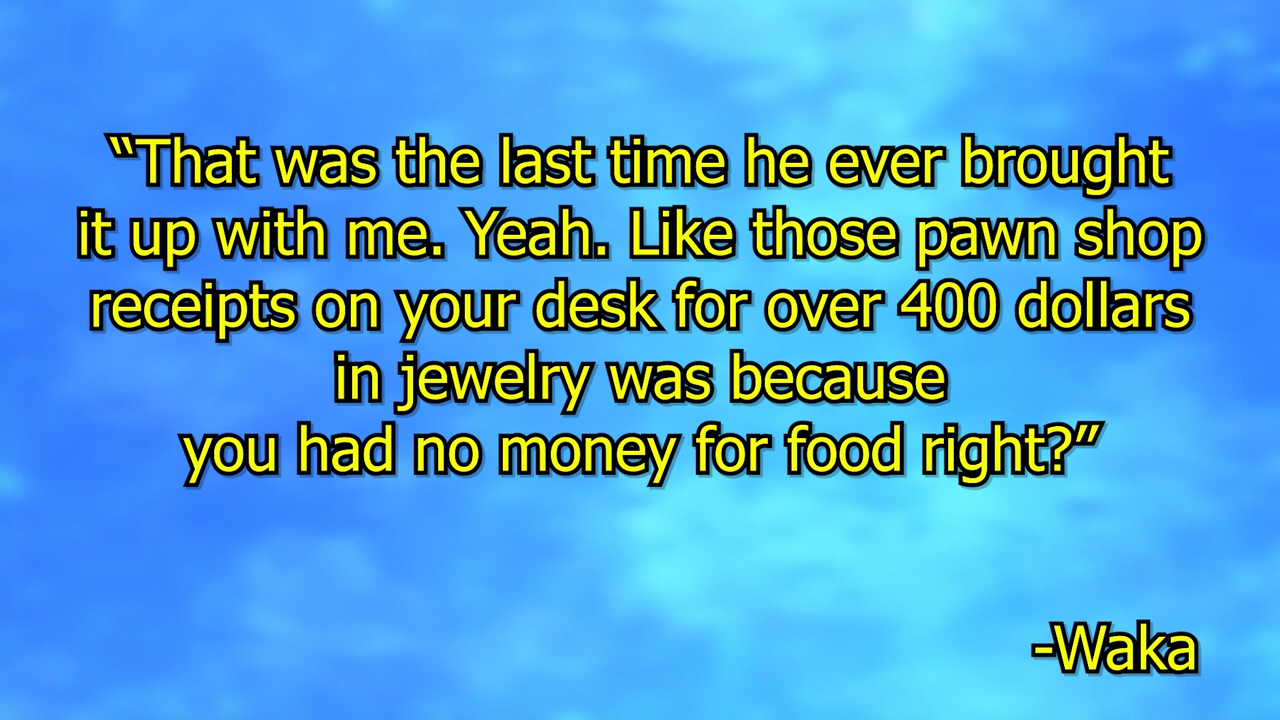 “That was the last time he ever brought
it up with me. Yeah. Like those pawn shop
receipts on your desk for over 400 dollars
in jewelry was because
you had no money for food right?”
-Waka